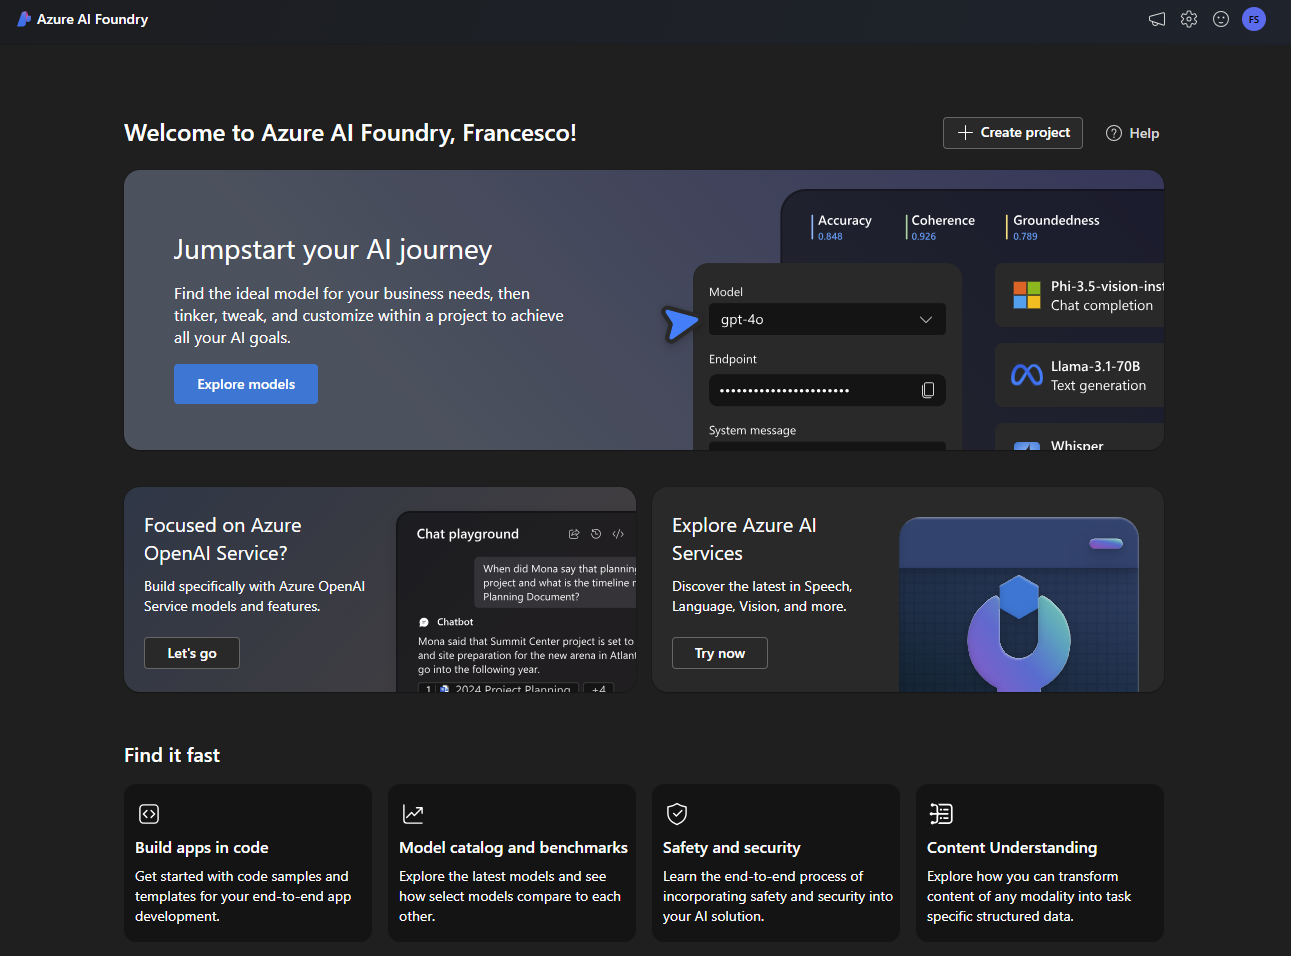 Azure AI Foundry
FS
Welcome to Azure AI Foundry, Francesco!
Create project
Help
Jumpstart your AI journey
Find the ideal model for your business needs, then
tinker, tweak, and customize within a project to achieve
all your AI goals.
Explore models
Accuracy
0.848
Coherence
0.926
Groundedness
0.789
Model
gpt-4o
Endpoint
System message
Phi-3.5-vision-inst
Chat completion
Llama-3.1-70B
Text generation
Whisper
Focused on Azure
OpenAI Service?
Build specifically with Azure OpenAI
Service models and features.
Let's go
Chat playground
When did Mona say that planning
project and what is the timeline
Planning Document?
Chatbot
Mona said that Summit Center project is set to
and site preparation for the new arena in Atlant
go into the following year.
1 2024 Project Planning +4
Explore Azure AI
Services
Discover the latest in Speech,
Language, Vision, and more.
Try now
Find it fast
Build apps in code
Get started with code samples and
templates for your end-to-end app
development.
Model catalog and benchmarks
Explore the latest models and see
how select models compare to each
other.
Safety and security
Learn the end-to-end process of
incorporating safety and security into
your AI solution.
Content Understanding
Explore how you can transform
content of any modality into task
specific structured data.